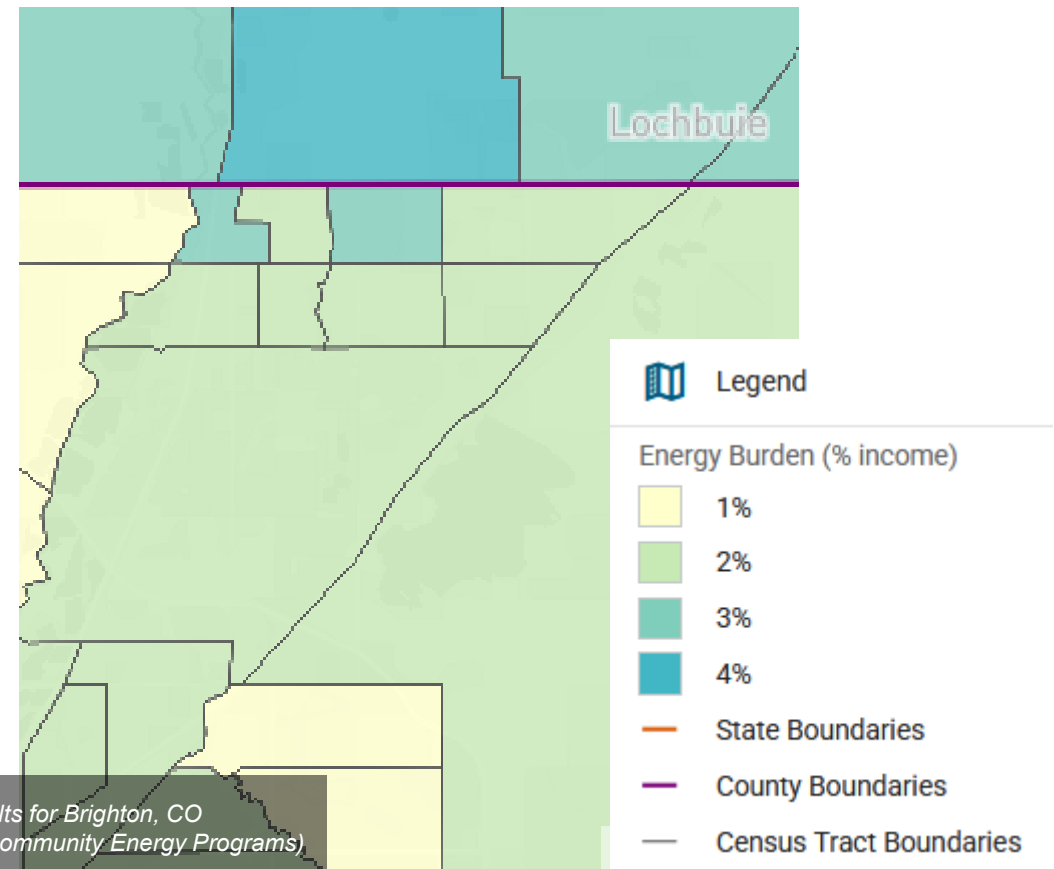 Lochbuie
Legend
Energy Burden (% income)
1%
2%
3%
4%
State Boundaries
County Boundaries
Census Tract Boundaries
lts for Brighton, CO
ommunity Energy Programs)